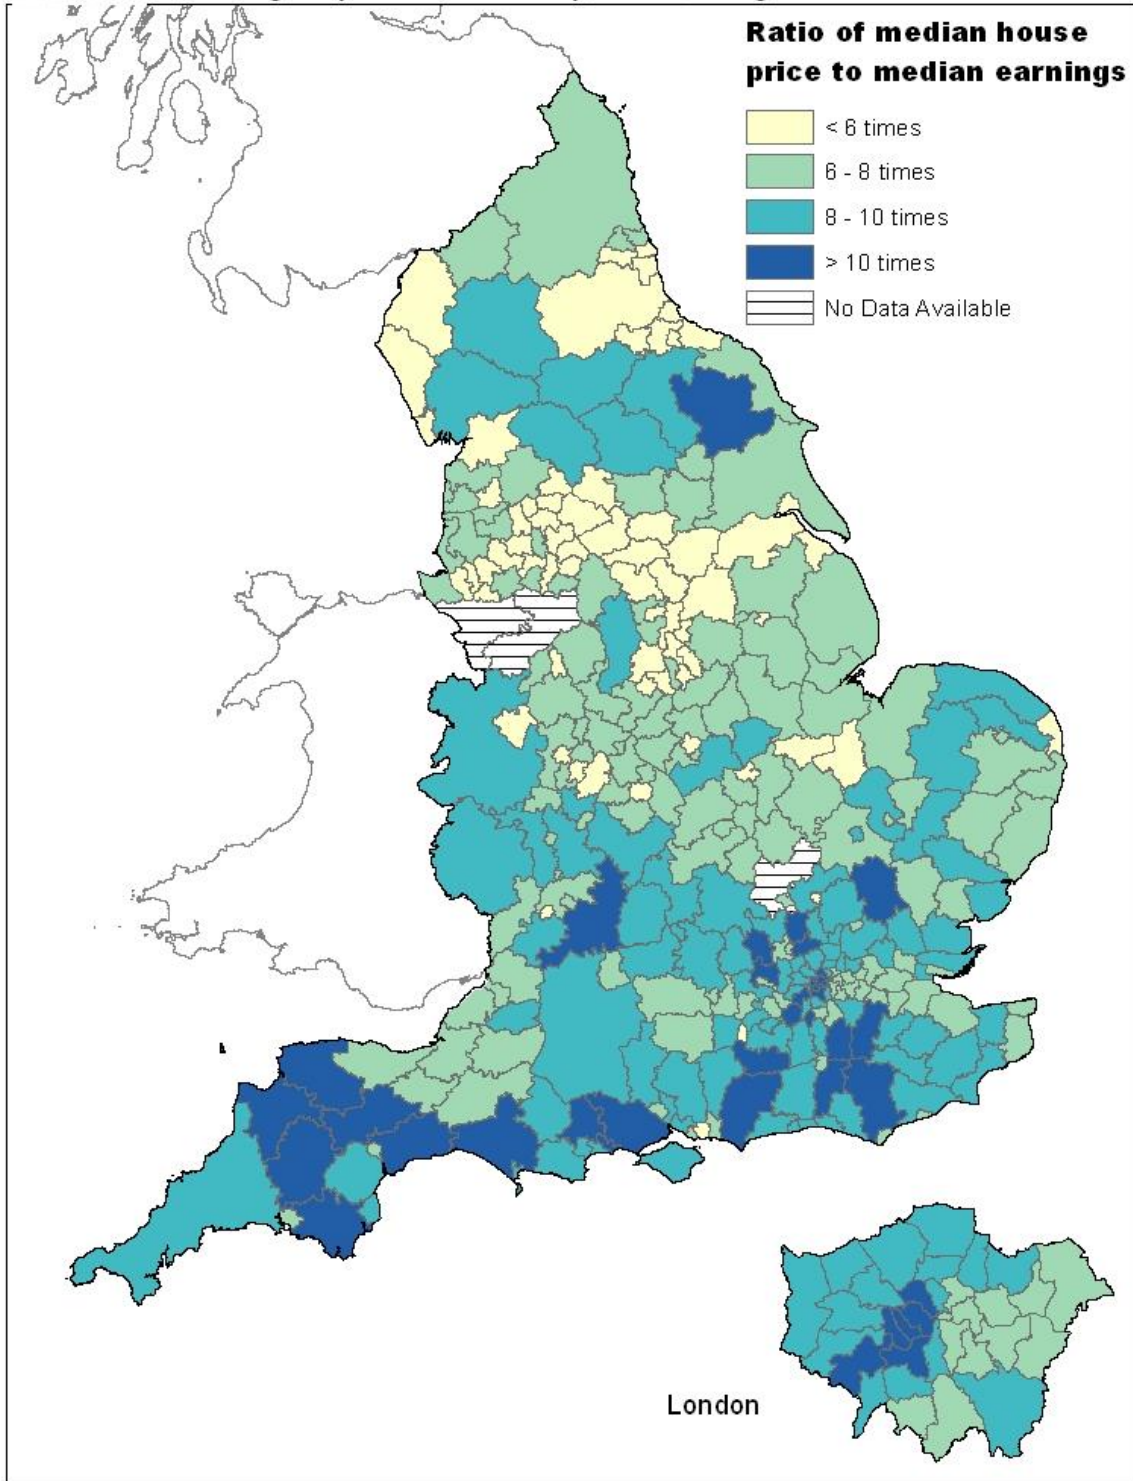 Ratio of median house
price to median earnings
< 6 times
6 - 8 times
8 - 10 times
> 10 times
No Data Available
London